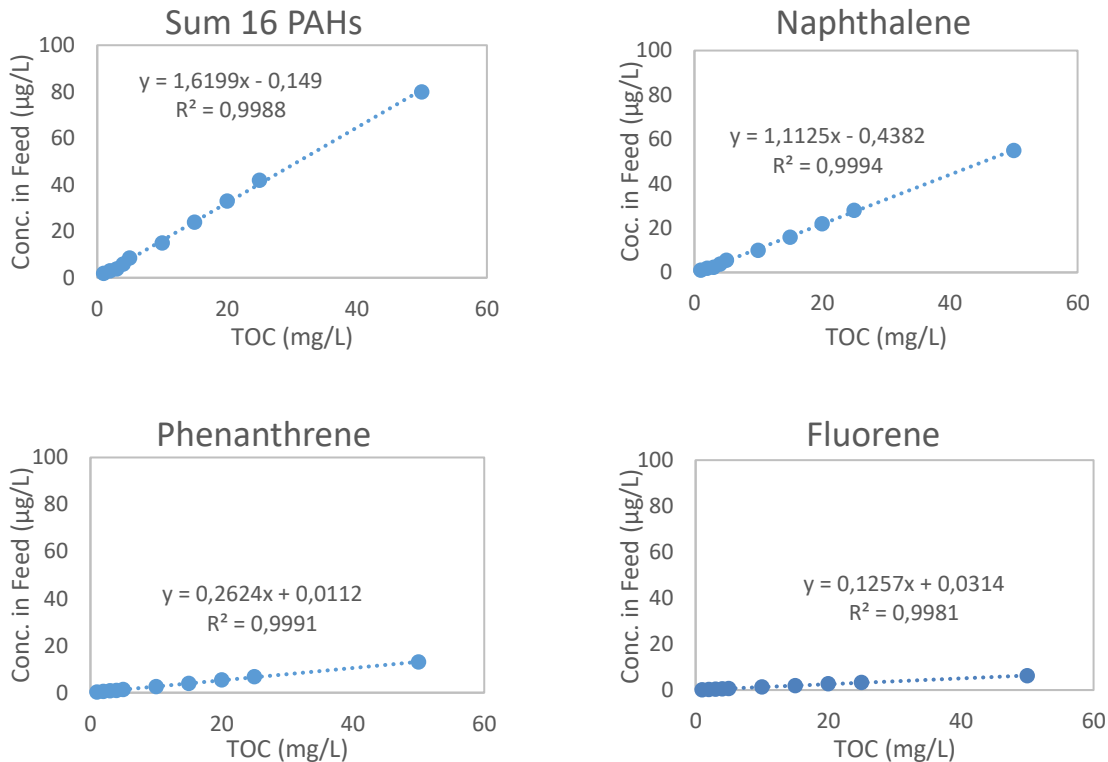 Sum 16 PAHs
Conc. in Feed (µg/L)
100
80
60
40
20
0
y = 1,6199x - 0,149
R² = 0,9988
0 20 40 60
TOC (mg/L)
Naphthalene
Coc. in Feed (µg/L)
100
80
60
40
20
0
y = 1,1125x - 0,4382
R² = 0,9994
0 20 40 60
TOC (mg/L)
Phenanthrene
Conc. in Feed (µg/L)
100
80
60
40
20
0
y = 0,2624x + 0,0112
R² = 0,9991
0 20 40 60
TOC (mg/L)
Fluorene
Conc. in Feed (µg/L)
100
80
60
40
20
0
y = 0,1257x + 0,0314
R² = 0,9981
0 20 40 60
TOC (mg/L)